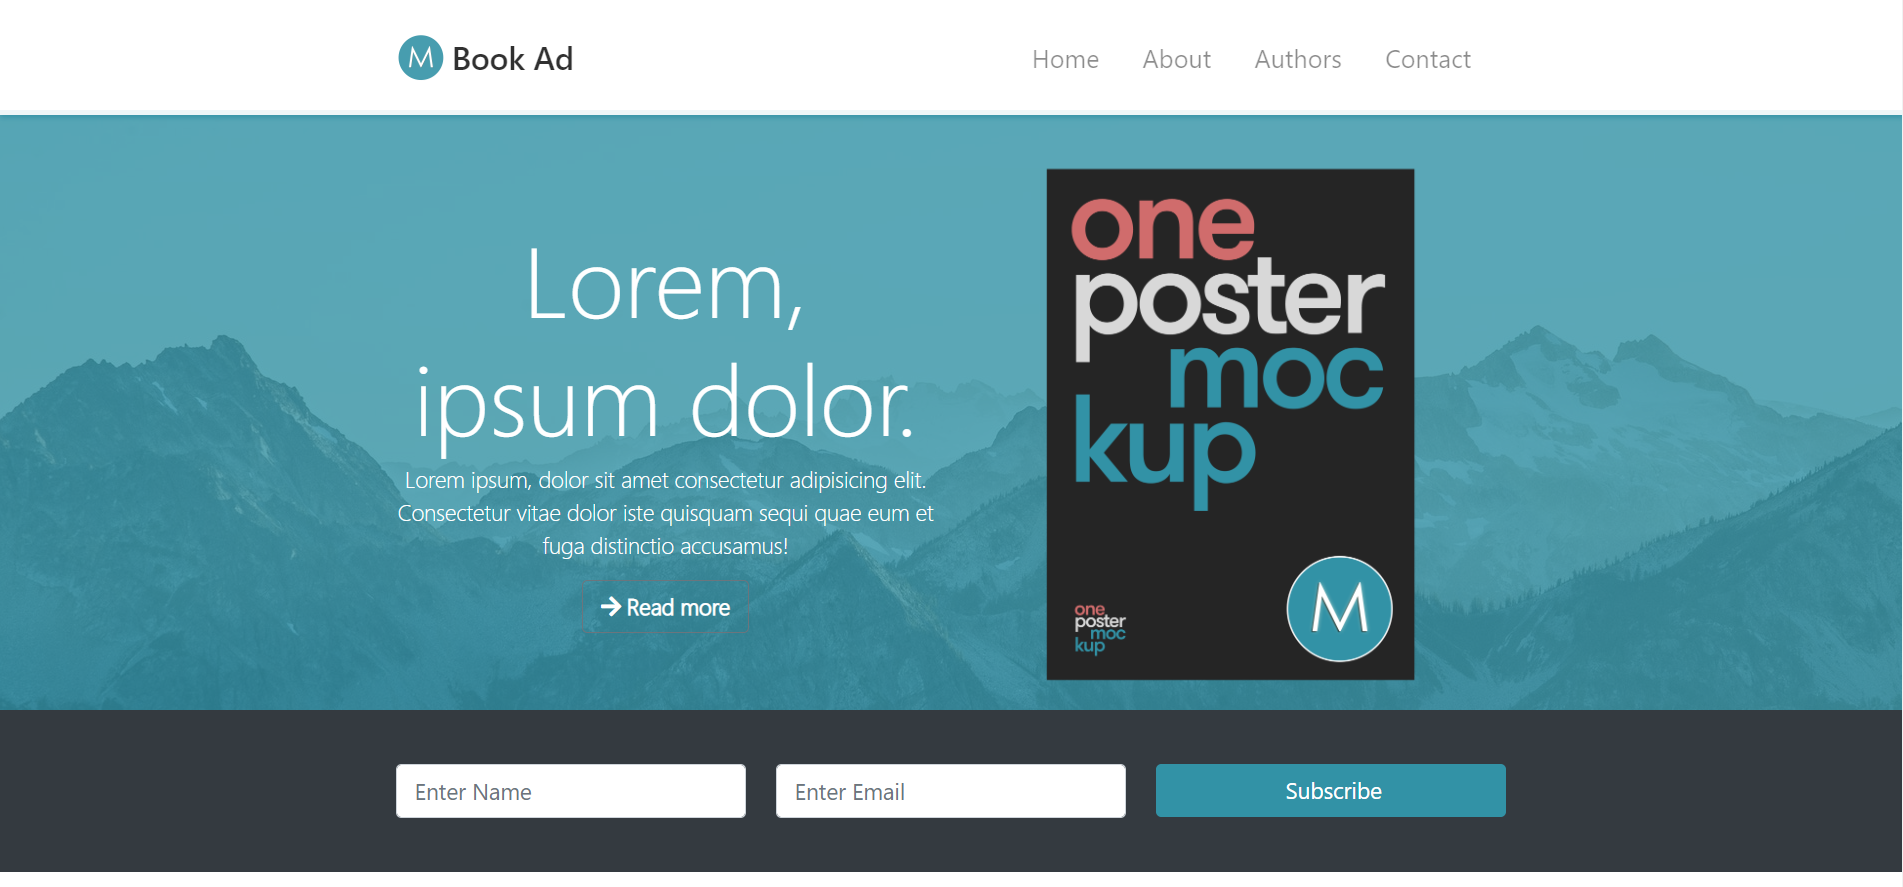 M Book Ad
Home About Authors Contact
Lorem,
ipsum dolor.
Lorem ipsum, dolor sit amet consectetur adipisicing elit.
Consectetur vitae dolor iste quisquam sequi quae eum et
fuga distinctio accusamus!
Read more
one
poster
moc
kup
one
poster
moc
kup
M
Enter Name
Enter Email
Subscribe